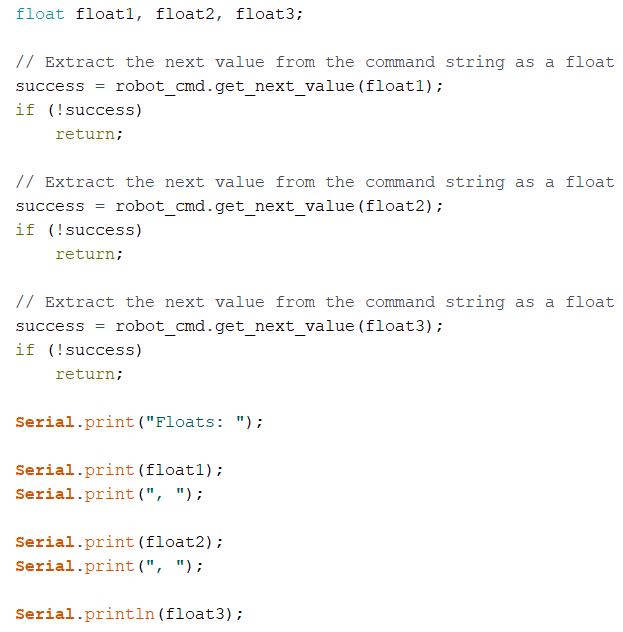 float float1, float2, float3;
// Extract the next value from the command string as a float
success = robot_cmd.get_next_value(float1);
if (!success)
    return;
// Extract the next value from the command string as a float
success = robot_cmd.get_next_value(float2);
if (!success)
    return;
// Extract the next value from the command string as a float
success = robot_cmd.get_next_value(float3);
if (!success)
    return;
Serial.print("Floats: ");
Serial.print(float1);
Serial.print(", ");
Serial.print(float2);
Serial.print(", ");
Serial.println(float3);